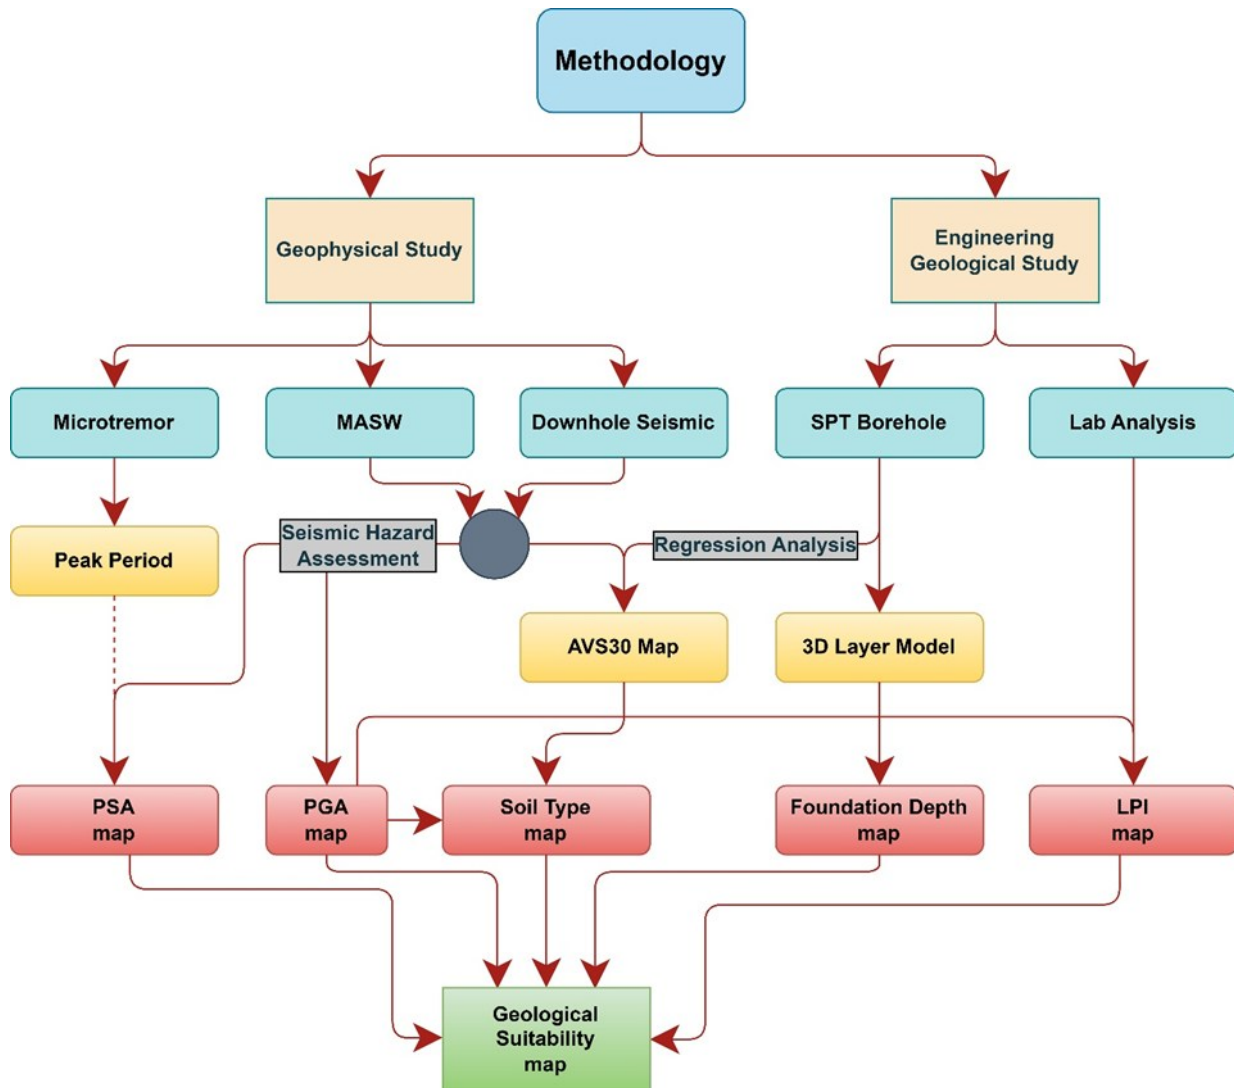 Methodology
Geophysical Study
Engineering
Geological Study
Microtremor
MASW
Downhole Seismic
SPT Borehole
Lab Analysis
Peak Period
Seismic Hazard
Assessment
Regression Analysis
AVS30 Map
3D Layer Model
PSA
map
PGA
map
Soil Type
map
Foundation Depth
map
LPI
map
Geological
Suitability
map